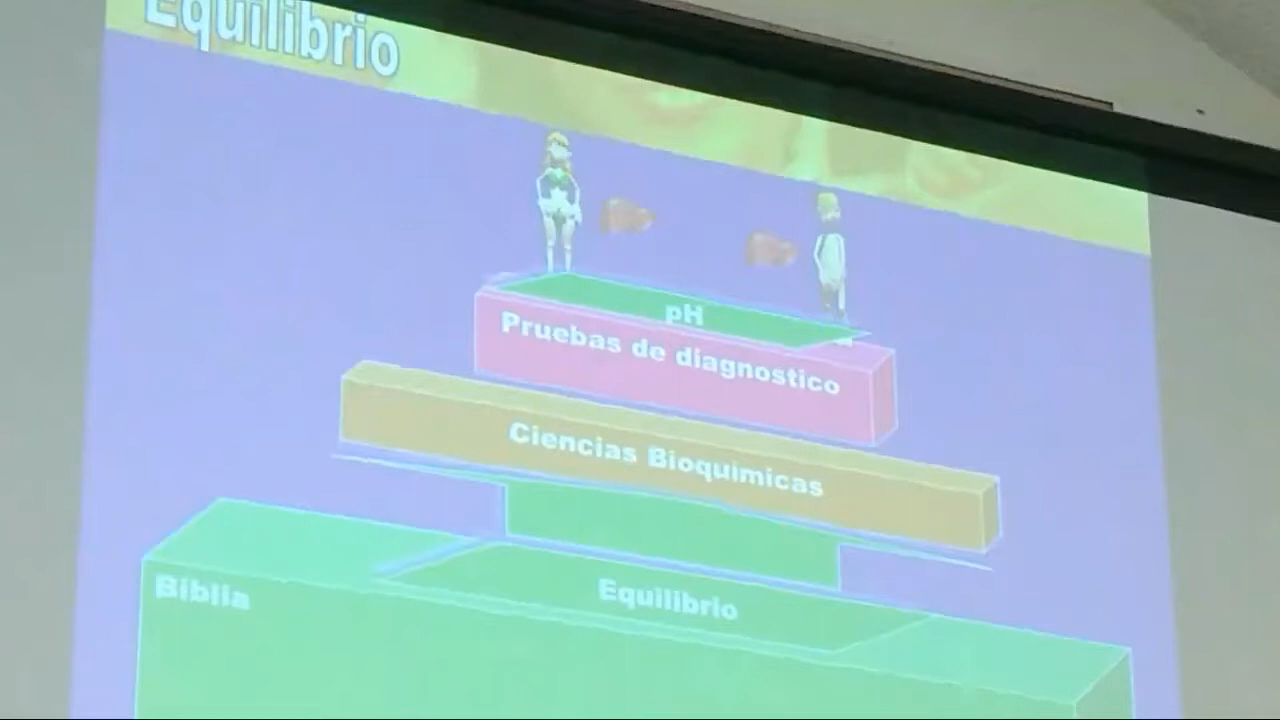 Equilibrio
pH
Pruebas de diagnostico
Ciencias Bioquimicas
Equilibrio
Biblia